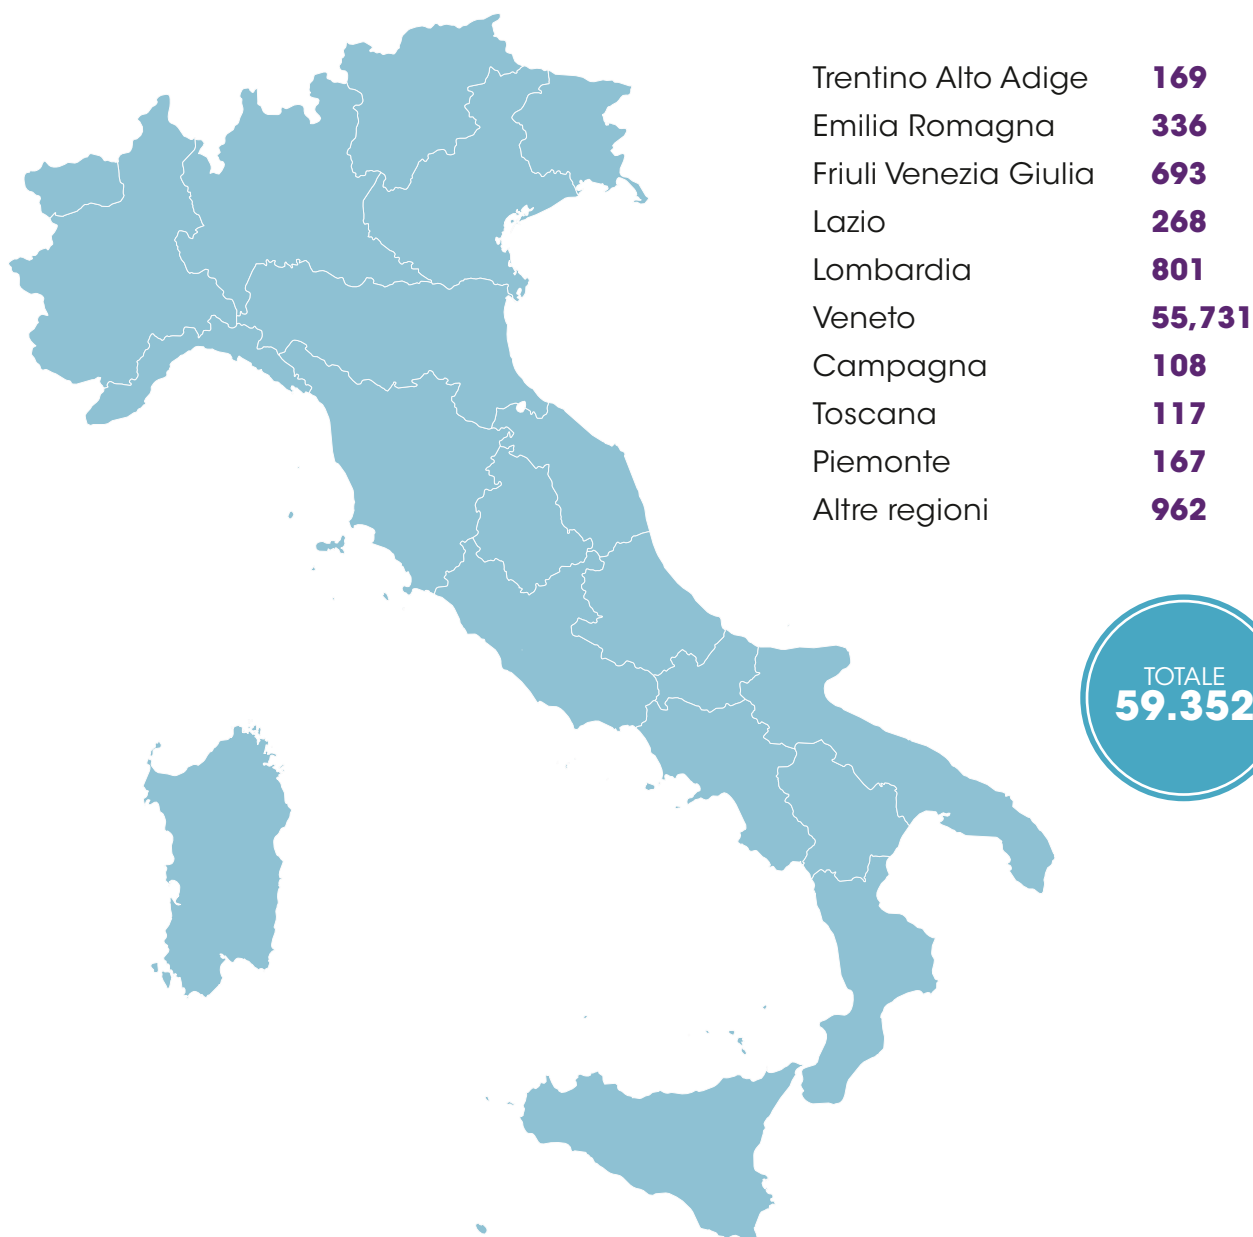 Trentino Alto Adige 169
Emilia Romagna 336
Friuli Venezia Giulia 693
Lazio 268
Lombardia 801
Veneto 55,731
Campagna 108
Toscana 117
Piemonte 167
Altre regioni 962
TOTALE
59.352